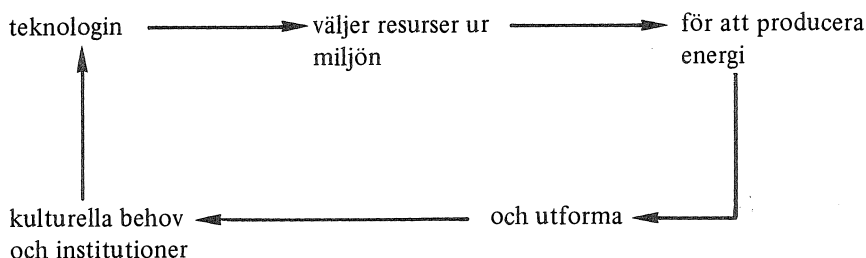 teknologin
väljer resurser ur
miljön
för att producera
energi
och utforma
kulturella behov
och institutioner